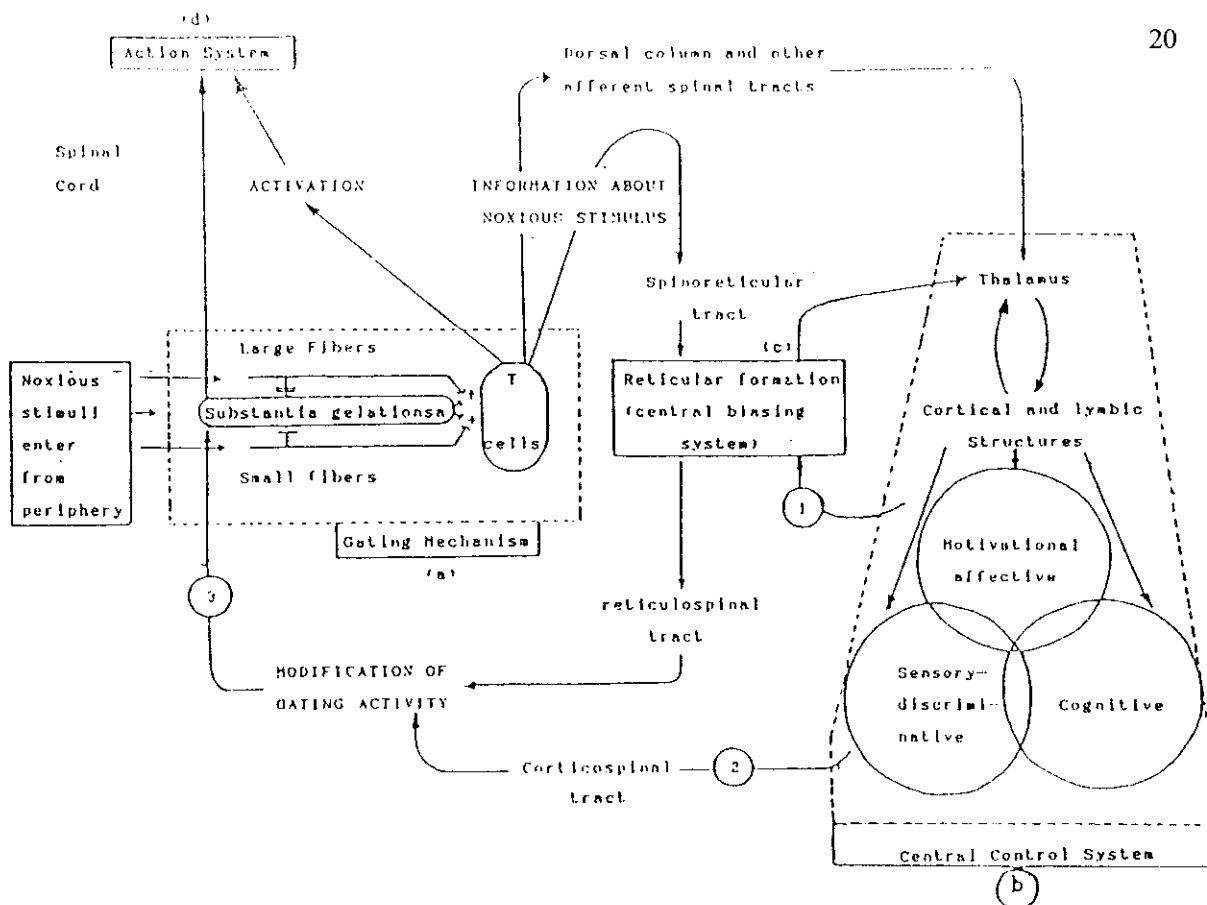 20
(d)
Action System
Dorsal column and other
afferent spinal tracts
Spinal
Cord
ACTIVATION
INFORMATION ABOUT
NOXIOUS STIMULUS
Thalamus
Spinoreticular
tract
(c)
Large Fibers
Noxious
stimuli
enter
from
periphery
Substantia gelationsa
T
cells
Small fibers
Reticular formation
(central biasing
system)
Cortical and lymbic
Structures
1
Gating Mechanism
(a)
Motivational
affective
3
reticulospinal
tract
MODIFICATION OF
GATING ACTIVITY
Sensory-
discrimi-
native
Cognitive
Corticospinal
tract
2
Central Control System
b